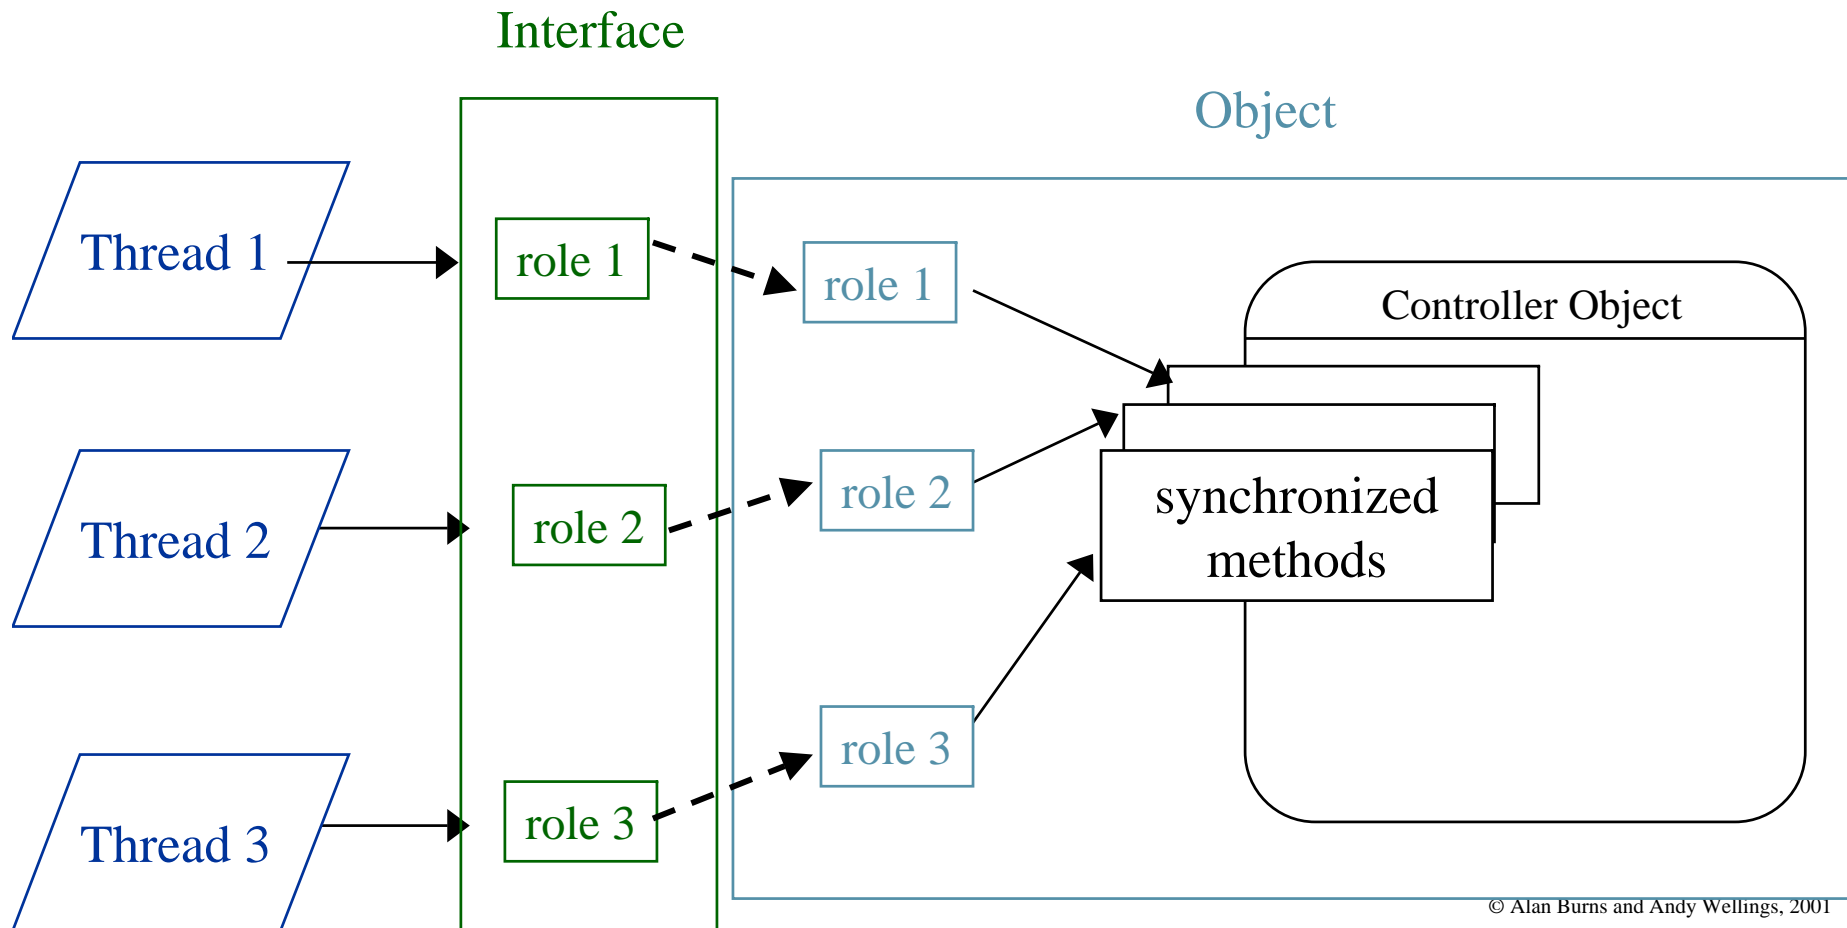 Interface
Object
Thread 1
role 1
role 1
Controller Object
Thread 2
role 2
role 2
synchronized
methods
Thread 3
role 3
role 3
© Alan Burns and Andy Wellings, 2001